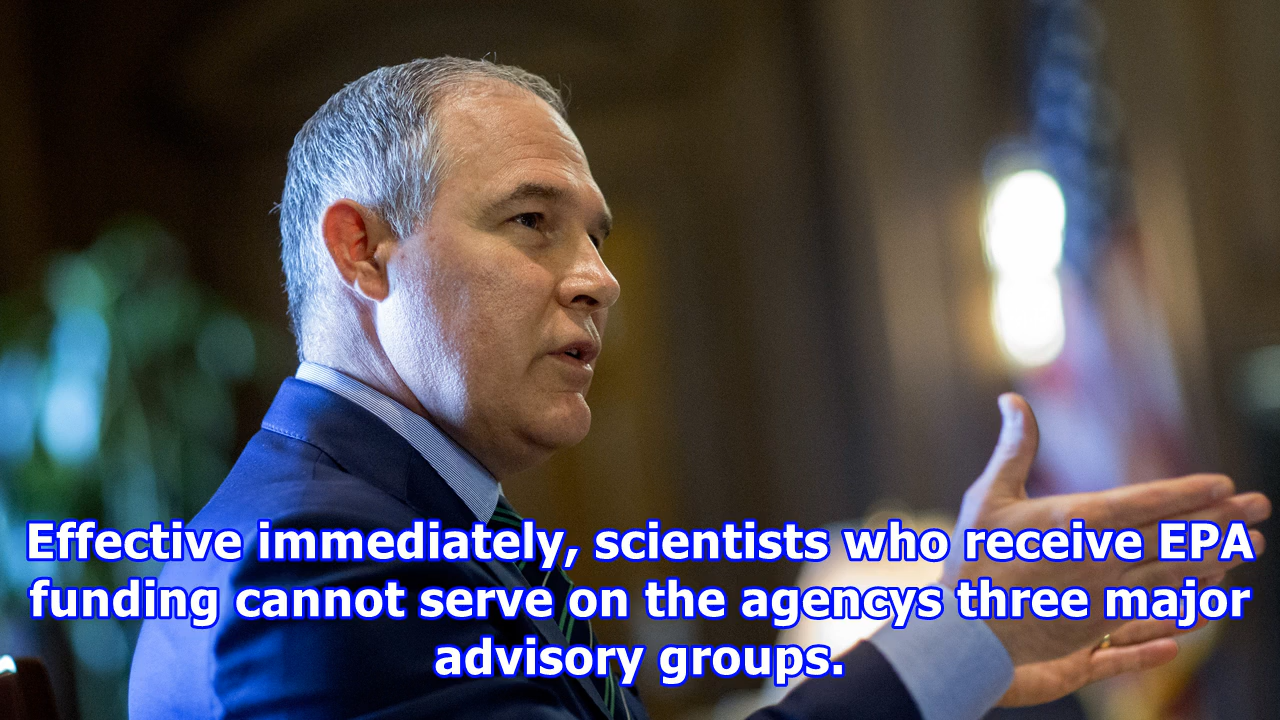 Effective immediately, scientists who receive EPA
funding cannot serve on the agencys three major
advisory groups.